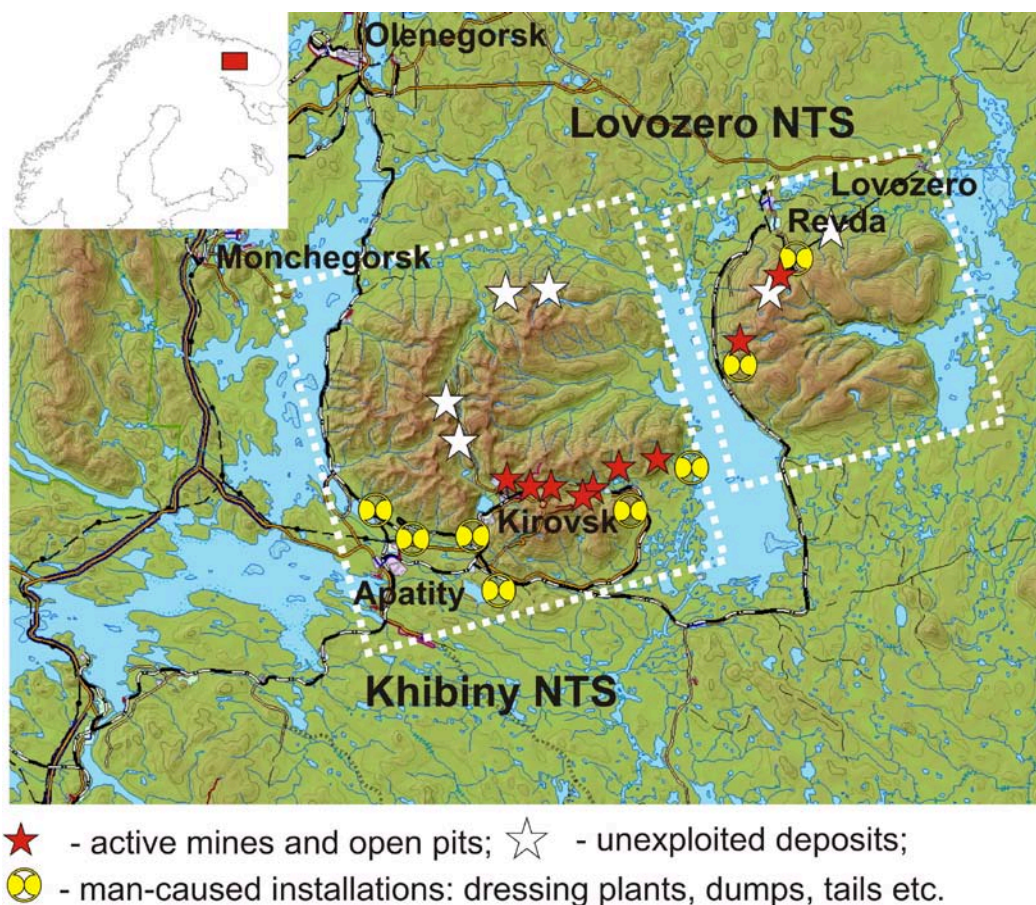 Olenegorsk
Lovozero NTS
Lovozero
Revda
Monchegorsk
Kirovsk
Apatity
Khibiny NTS
- active mines and open pits;
- unexploited deposits;
- man-caused installations: dressing plants, dumps, tails etc.